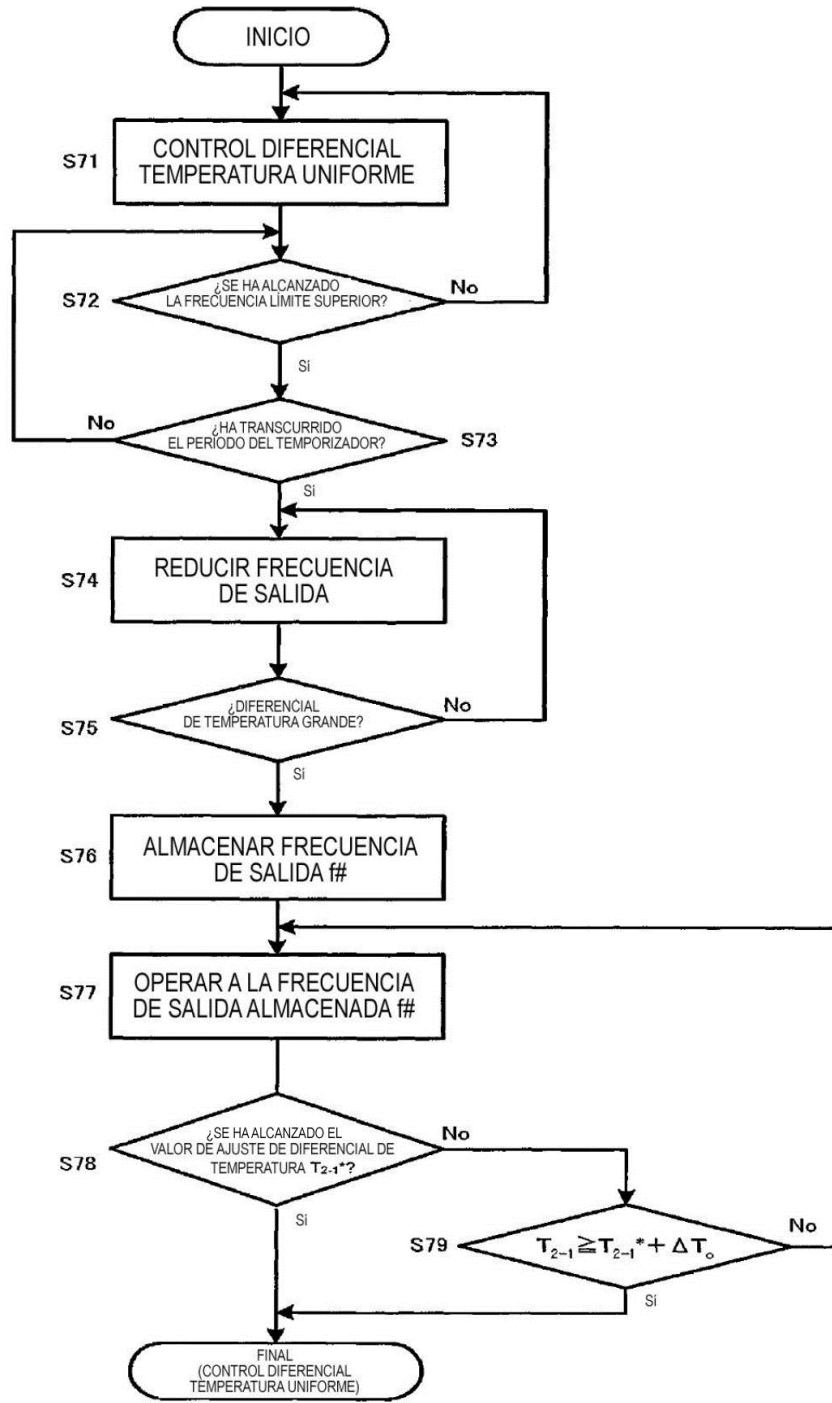 INICIO
S71
CONTROL DIFERENCIAL
TEMPERATURA UNIFORME
S72
¿SE HA ALCANZADO
LA FRECUENCIA LÍMITE SUPERIOR?
No
Sí
No
¿HA TRANSCURRIDO
EL PERÍODO DEL TEMPORIZADOR?
S73
Sí
S74
REDUCIR FRECUENCIA
DE SALIDA
S75
¿DIFERENCIAL
DE TEMPERATURA GRANDE?
No
Sí
S76
ALMACENAR FRECUENCIA
DE SALIDA f#
S77
OPERAR A LA FRECUENCIA
DE SALIDA ALMACENADA f#
S78
¿SE HA ALCANZADO EL
VALOR DE AJUSTE DE DIFERENCIAL DE
TEMPERATURA T₂₋₁*?
No
Sí
S79
T₂₋₁ ≧ T₂₋₁* + ΔTₒ
No
Sí
FINAL
(CONTROL DIFERENCIAL
TEMPERATURA UNIFORME)